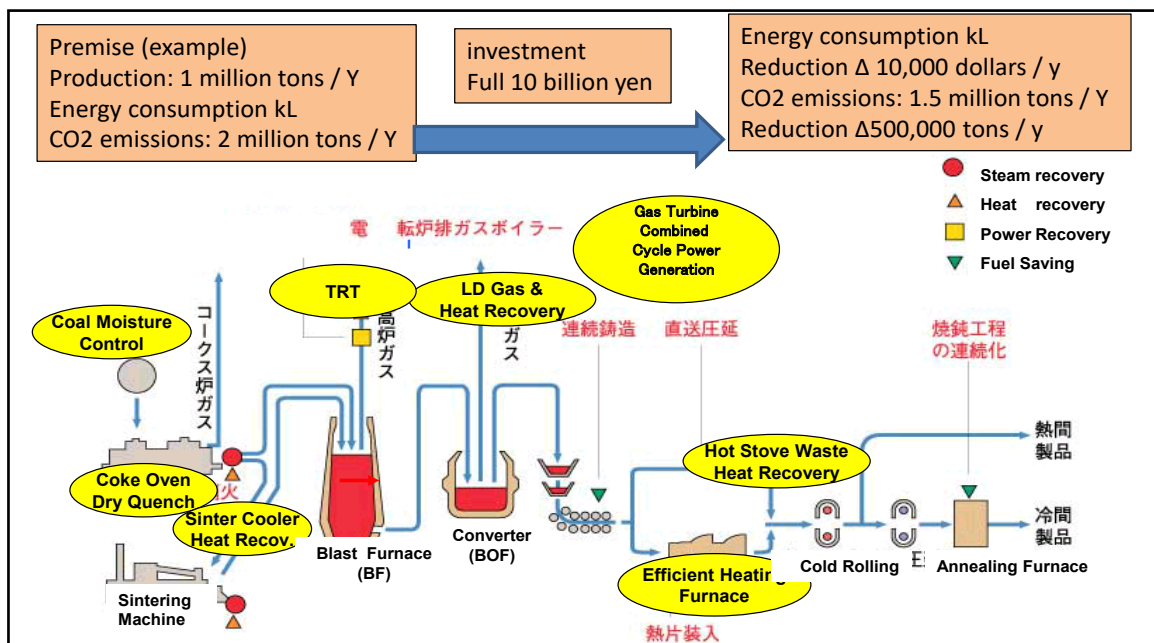 Premise (example)
Production: 1 million tons / Y
Energy consumption kL
CO2 emissions: 2 million tons / Y
investment
Full 10 billion yen
Energy consumption kL
Reduction Δ 10,000 dollars / y
CO2 emissions: 1.5 million tons / Y
Reduction Δ500,000 tons / y
Steam recovery
Heat recovery
Power Recovery
Fuel Saving
電 転炉排ガスボイラー
Gas Turbine
Combined
Cycle Power
Generation
TRT
LD Gas &
Heat Recovery
Coal Moisture
Control
コークス炉ガス
高炉ガス
ガス
連続鋳造
直送圧延
焼鈍工程
の連続化
Coke Oven
Dry Quench
火
Sinter Cooler
Heat Recov.
Hot Stove Waste
Heat Recovery
熱間
製品
冷間
製品
Blast Furnace
(BF)
Converter
(BOF)
Efficient Heating
Furnace
Cold Rolling
Annealing Furnace
Sintering
Machine
熱片装入